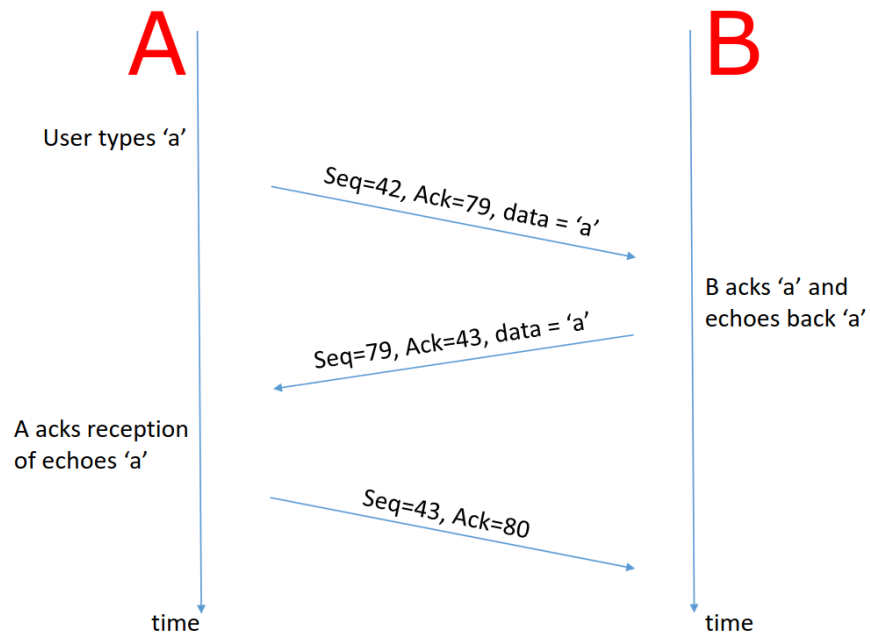 A
B
User types ‘a’
Seq=42, Ack=79, data = ‘a’
B acks ‘a’ and
echoes back ‘a’
Seq=79, Ack=43, data = ‘a’
A acks reception
of echoes ‘a’
Seq=43, Ack=80
time
time